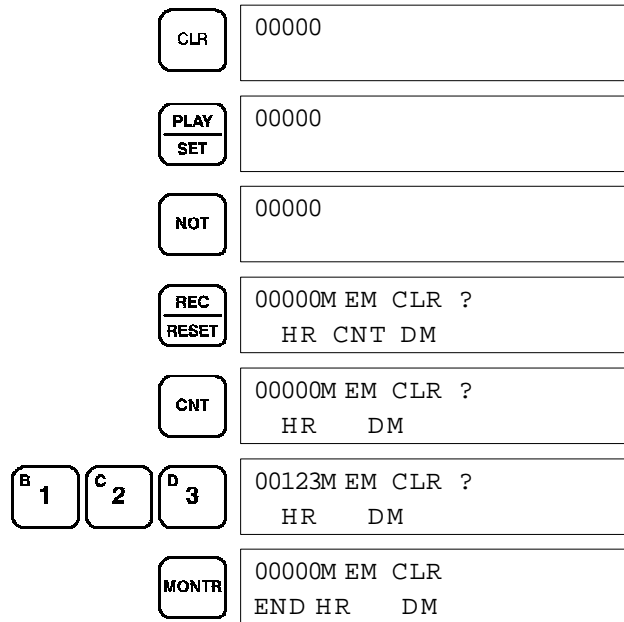 CLR
00000
PLAY
SET
00000
NOT
00000
REC
RESET
00000M EM CLR ?
HR CNT DM
CNT
00000M EM CLR ?
HR DM
B 1 C 2 D 3
00123M EM CLR ?
HR DM
MONTR
00000M EM CLR
END HR DM